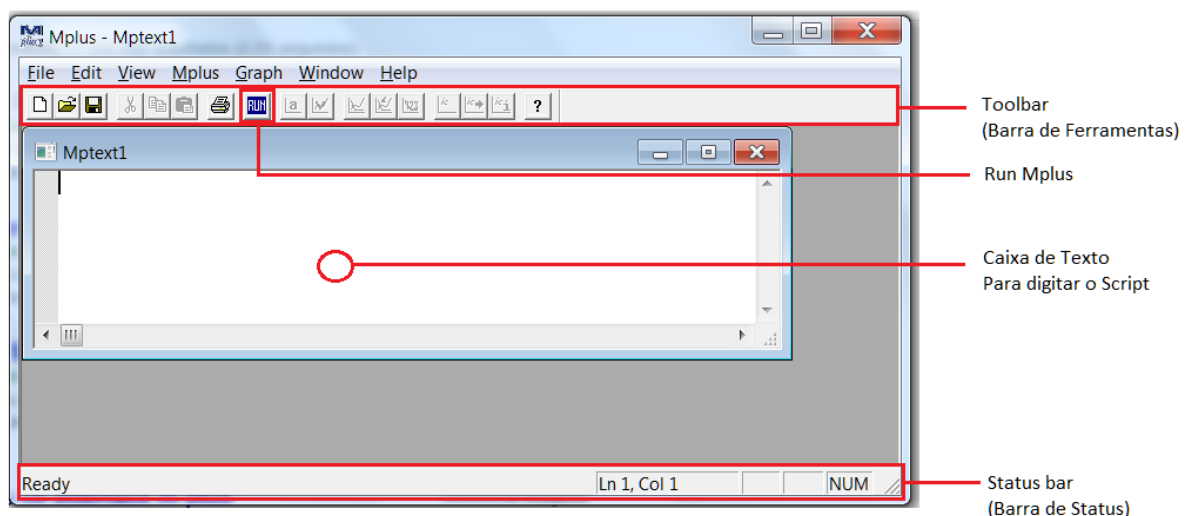 Mplus - Mptext1
File Edit View Mplus Graph Window Help
RUN
?
Toolbar
(Barra de Ferramentas)
Mptext1
Run Mplus
Caixa de Texto
Para digitar o Script
Ready
Ln 1, Col 1
NUM
Status bar
(Barra de Status)